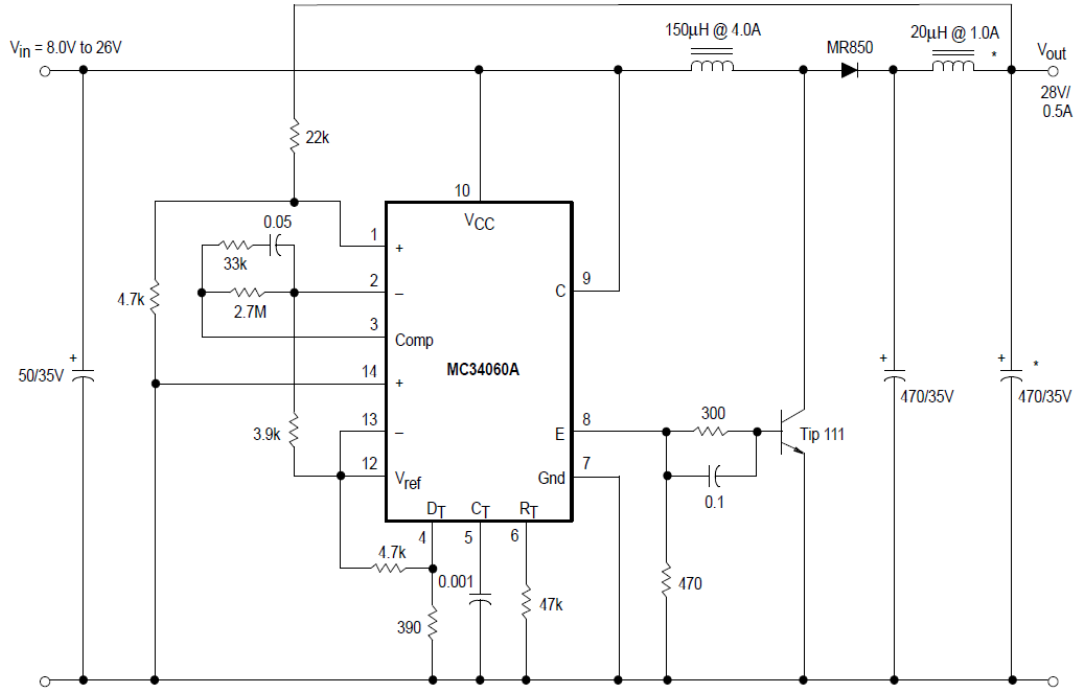 150µH @ 4.0A
20µH @ 1.0A
*
Vin = 8.0V to 26V
MR850
Vout
28V/
0.5A
22k
10
VCC
0.05
33k
1
+
2
–
2.7M
4.7k
3
Comp
C
9
MC34060A
14
+
+
50/35V
+
470/35V
+
*
470/35V
3.9k
13
–
12
Vref
E
8
300
Tip 111
Gnd
7
0.1
DT
CT
RT
4
5
6
4.7k
0.001
390
47k
470